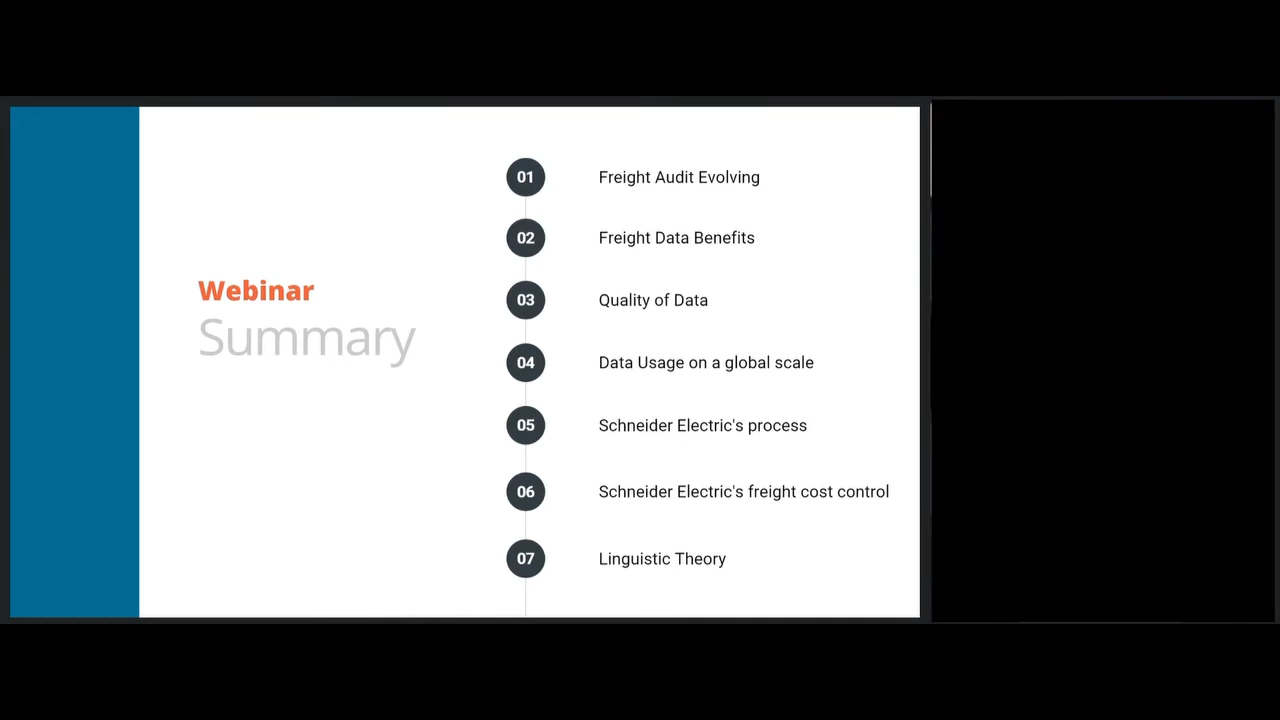 Webinar
Summary
01 Freight Audit Evolving
02 Freight Data Benefits
03 Quality of Data
04 Data Usage on a global scale
05 Schneider Electric's process
06 Schneider Electric's freight cost control
07 Linguistic Theory